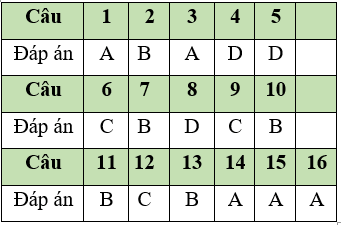 Câu 1 2 3 4 5
Đáp án A B A D D
Câu 6 7 8 9 10
Đáp án C B D C B
Câu 11 12 13 14 15 16
Đáp án B C B A A A